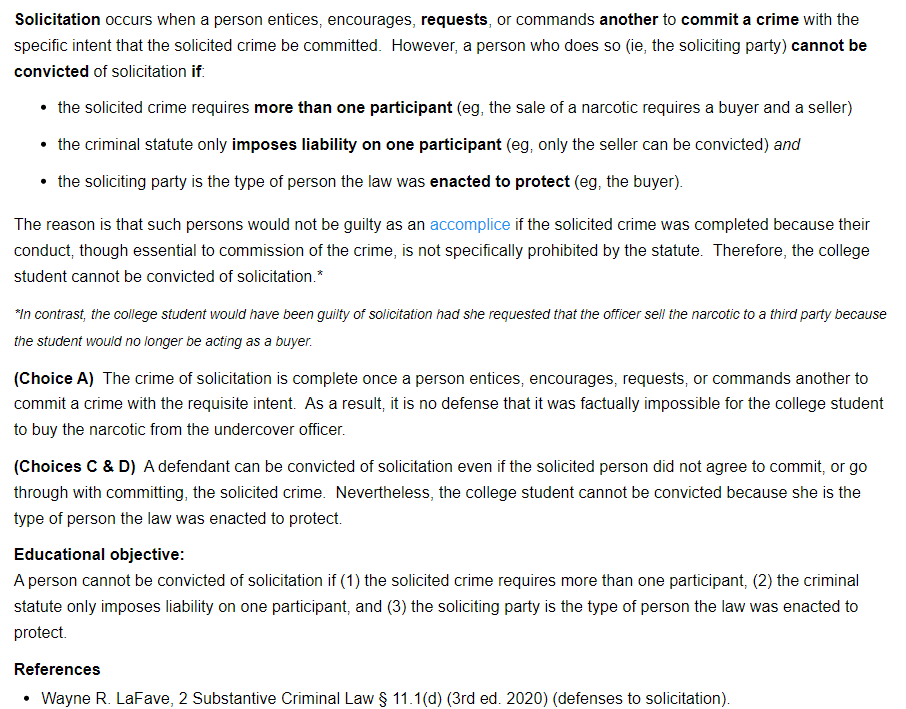 Solicitation occurs when a person entices, encourages, requests, or commands another to commit a crime with the
specific intent that the solicited crime be committed.  However, a person who does so (ie, the soliciting party) cannot be
convicted of solicitation if:
• the solicited crime requires more than one participant (eg, the sale of a narcotic requires a buyer and a seller)
• the criminal statute only imposes liability on one participant (eg, only the seller can be convicted) and
• the soliciting party is the type of person the law was enacted to protect (eg, the buyer).
The reason is that such persons would not be guilty as an accomplice if the solicited crime was completed because their
conduct, though essential to commission of the crime, is not specifically prohibited by the statute.  Therefore, the college
student cannot be convicted of solicitation.*
*In contrast, the college student would have been guilty of solicitation had she requested that the officer sell the narcotic to a third party because
the student would no longer be acting as a buyer.
(Choice A)  The crime of solicitation is complete once a person entices, encourages, requests, or commands another to
commit a crime with the requisite intent.  As a result, it is no defense that it was factually impossible for the college student
to buy the narcotic from the undercover officer.
(Choices C & D)  A defendant can be convicted of solicitation even if the solicited person did not agree to commit, or go
through with committing, the solicited crime.  Nevertheless, the college student cannot be convicted because she is the
type of person the law was enacted to protect.
Educational objective:
A person cannot be convicted of solicitation if (1) the solicited crime requires more than one participant, (2) the criminal
statute only imposes liability on one participant, and (3) the soliciting party is the type of person the law was enacted to
protect.
References
• Wayne R. LaFave, 2 Substantive Criminal Law § 11.1(d) (3rd ed. 2020) (defenses to solicitation).